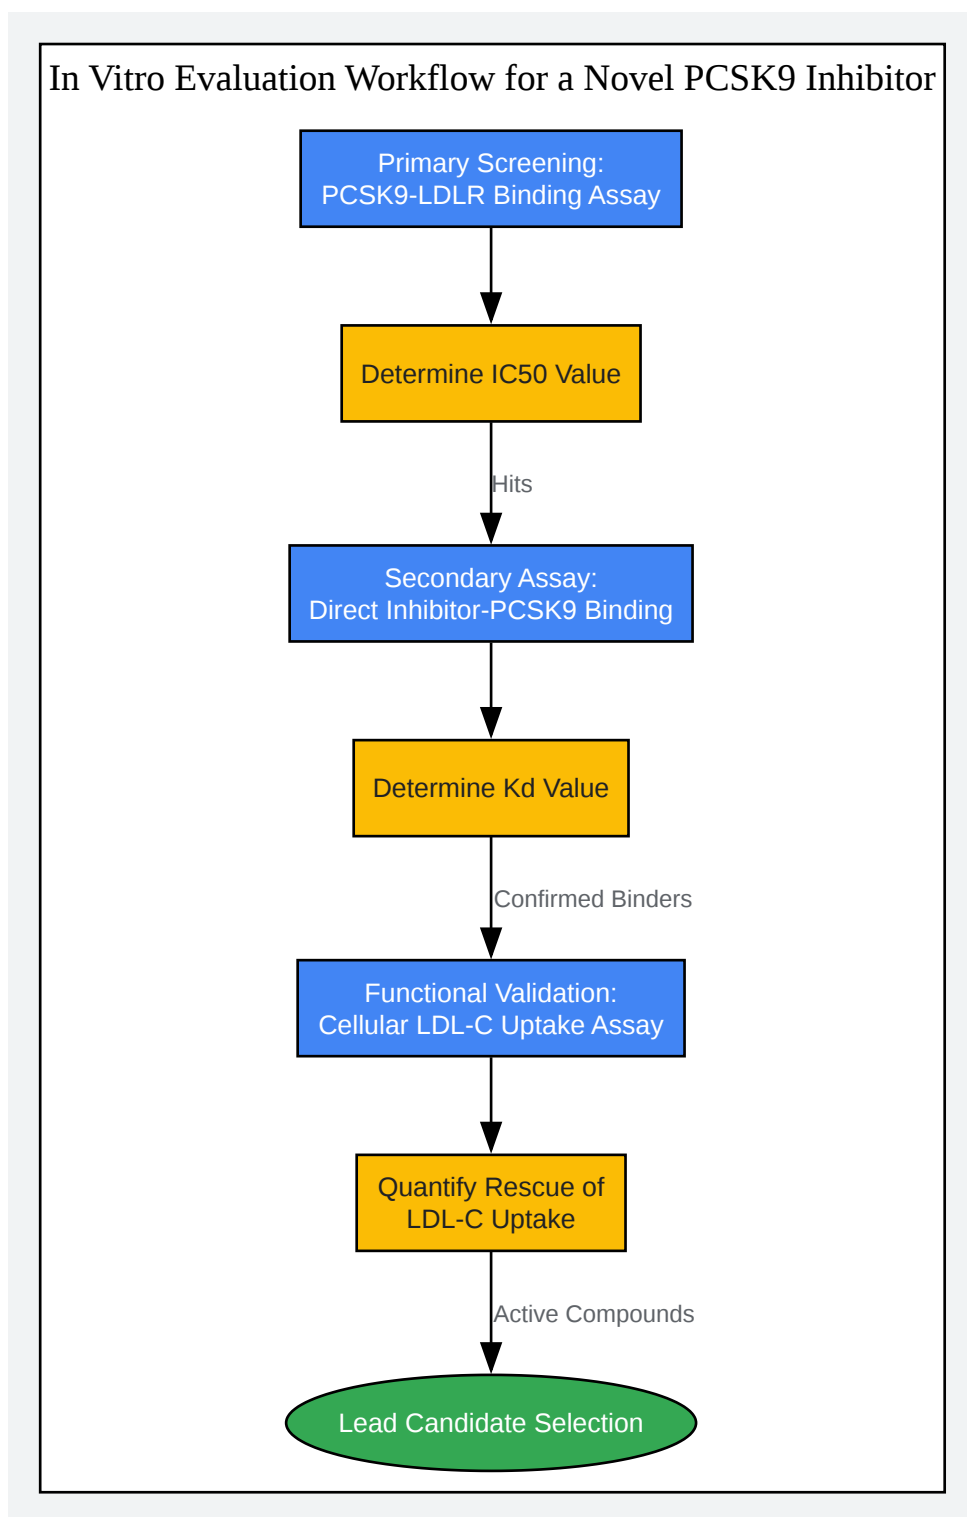 In Vitro Evaluation Workflow for a Novel PCSK9 Inhibitor
Primary Screening:
PCSK9-LDLR Binding Assay
Determine IC50 Value
Hits
Secondary Assay:
Direct Inhibitor-PCSK9 Binding
Determine Kd Value
Confirmed Binders
Functional Validation:
Cellular LDL-C Uptake Assay
Quantify Rescue of
LDL-C Uptake
Active Compounds
Lead Candidate Selection